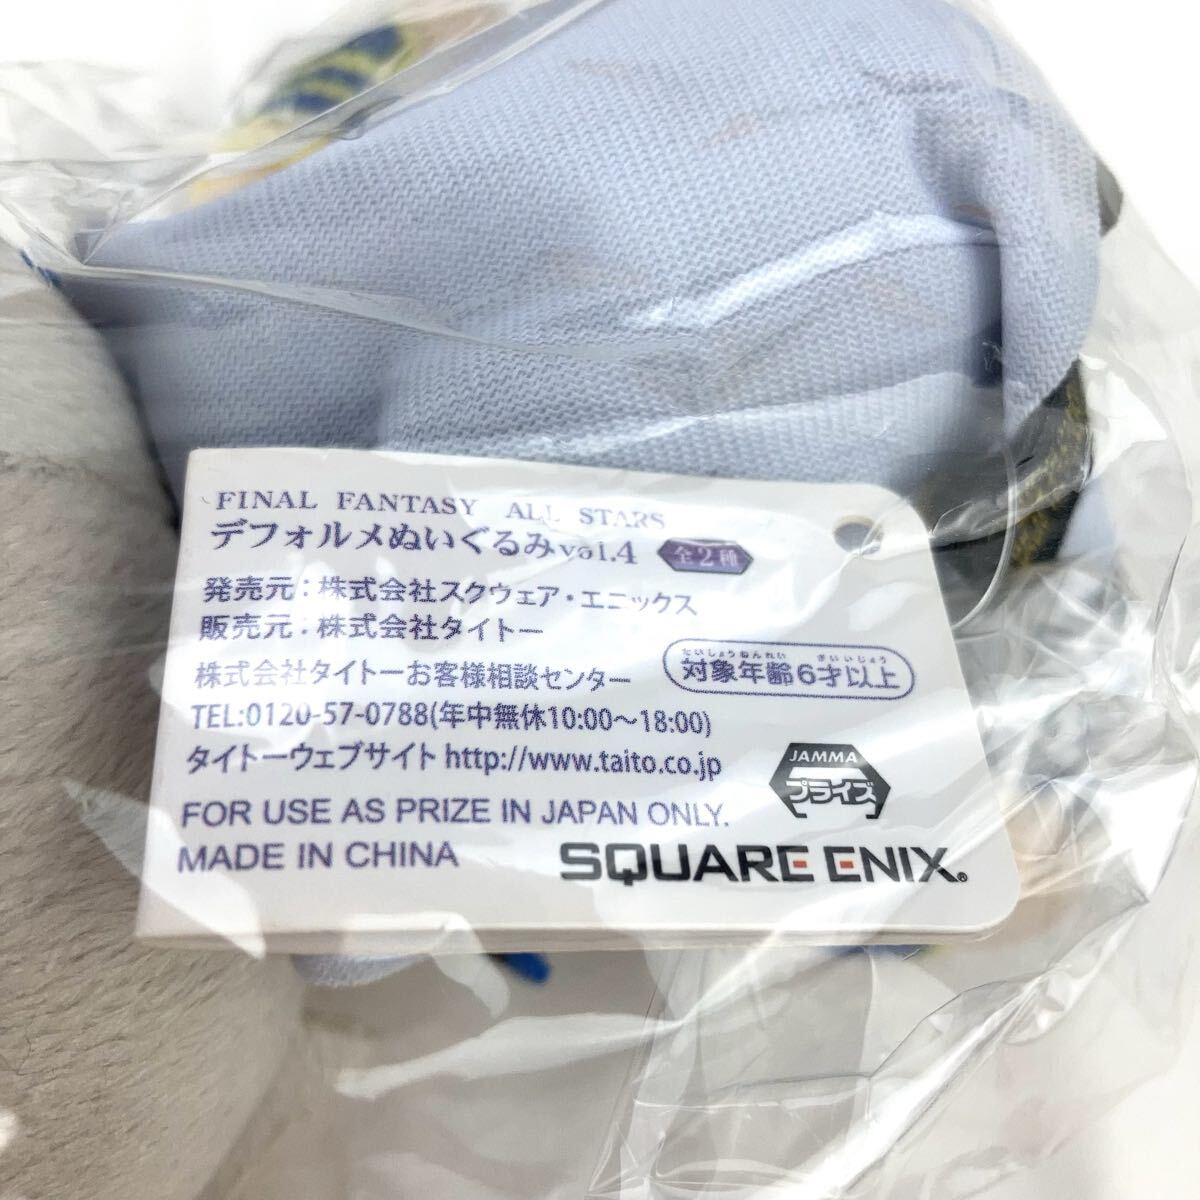 FINAL FANTASY ALL STARS
デフォルメぬいぐるみvol.4 全2種
発売元：株式会社スクウェア・エニックス
販売元：株式会社タイトー
たいしょうねんれい さいいじょう
対象年齢6才以上
株式会社タイトーお客様相談センター
TEL:0120-57-0788(年中無休10:00〜18:00)
タイトーウェブサイト http://www.taito.co.jp
JAMMA
プライズ
FOR USE AS PRIZE IN JAPAN ONLY.
MADE IN CHINA
SQUARE ENIX®